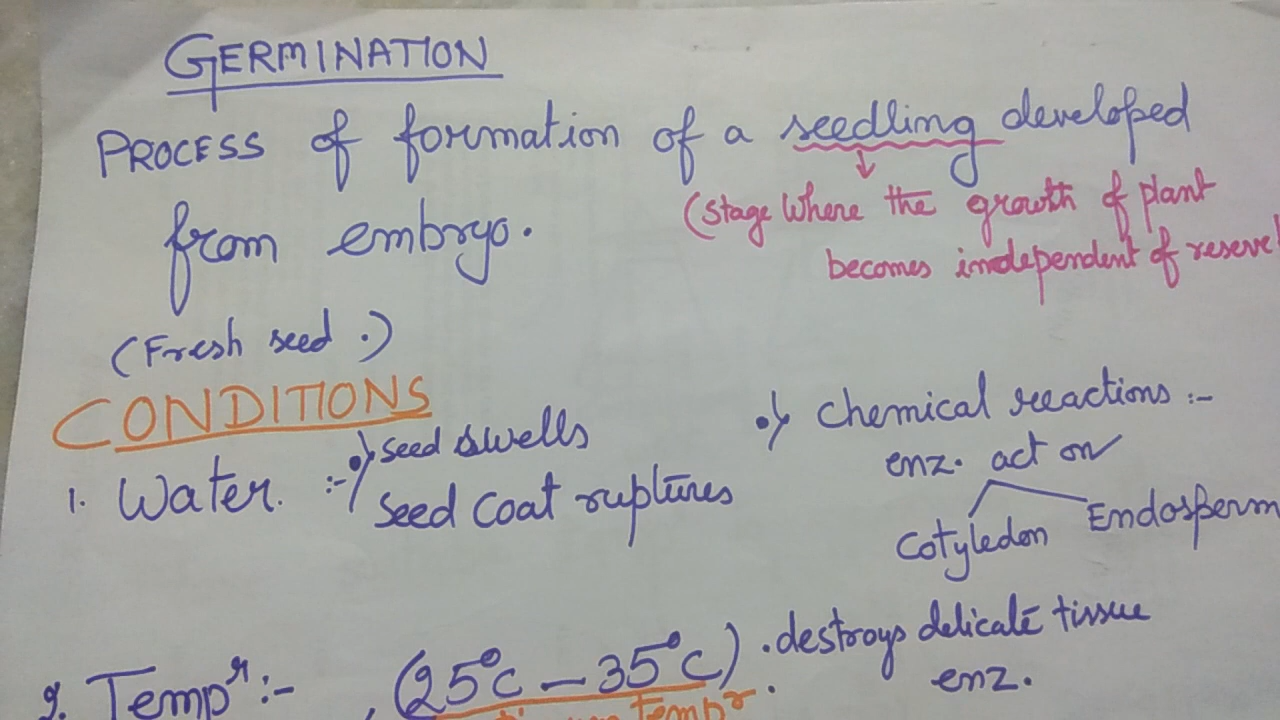 GERMINATION
PROCESS of formation of a seedling developed
from embryo.
(stage where the growth of plant
becomes independent of reserve
(Fresh seed.)
CONDITIONS
1. Water :- •) seed swells
seed coat ruptures
•) chemical reactions :-
enz. act on
Cotyledon Endosperm
2. Tempr :- (25°C – 35°C)
tempr.
• destroys delicate tissue
enz.